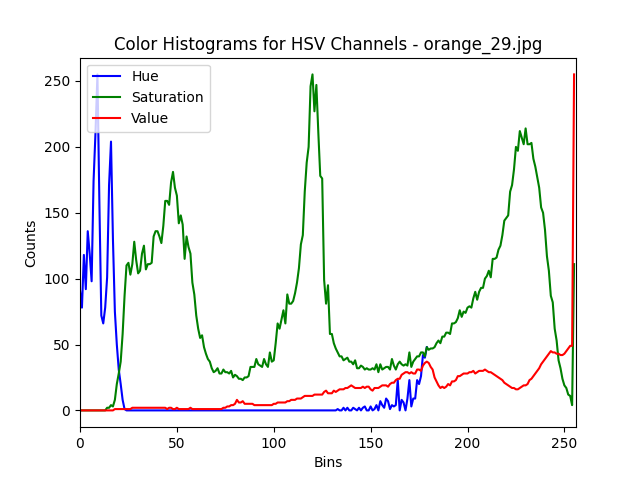 Color Histograms for HSV Channels - orange_29.jpg
Hue
Saturation
Value
Counts
250
200
150
100
50
0
0 50 100 150 200 250
Bins